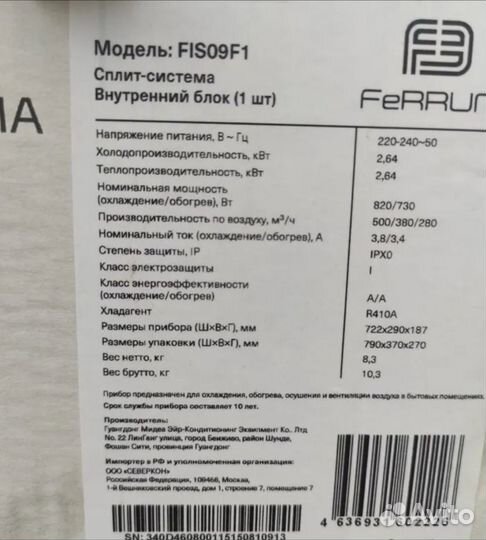 Модель: FIS09F1
Сплит-система
Внутренний блок (1 шт)
FeRRUM
МА
Напряжение питания, В ~ Гц 220-240~50
Холодопроизводительность, кВт 2,64
Теплопроизводительность, кВт 2,64
Номинальная мощность
(охлаждение/обогрев), Вт 820/730
Производительность по воздуху, м³/ч 500/380/280
Номинальный ток (охлаждение/обогрев), А 3,8/3,4
Степень защиты, IP IPX0
Класс электрозащиты I
Класс энергоэффективности
(охлаждение/обогрев) A/A
Хладагент R410A
Размеры прибора (Ш×В×Г), мм 722x290x187
Размеры упаковки (Ш×В×Г), мм 790x370x270
Вес нетто, кг 8,3
Вес брутто, кг 10,3
Прибор предназначен для охлаждения, обогрева, осушения и вентиляции воздуха в бытовых помещениях.
Срок службы прибора составляет 10 лет.
Производитель:
Гуангдонг Мидеа Эйр-Кондишионинг Эквипмент Ко., Лтд
No. 22 ЛинГанг улица, город Бейжиао, район Шунде,
Фошан Сити, провинция Гуангдонг
Импортер в РФ и уполномоченная организация:
ООО «СЕВЕРКОН»
Российская Федерация, 109456, Москва,
1-й Вешняковский проезд, дом 1, строение 7, помещение 7
SN: 340D460800115150810913
Avito